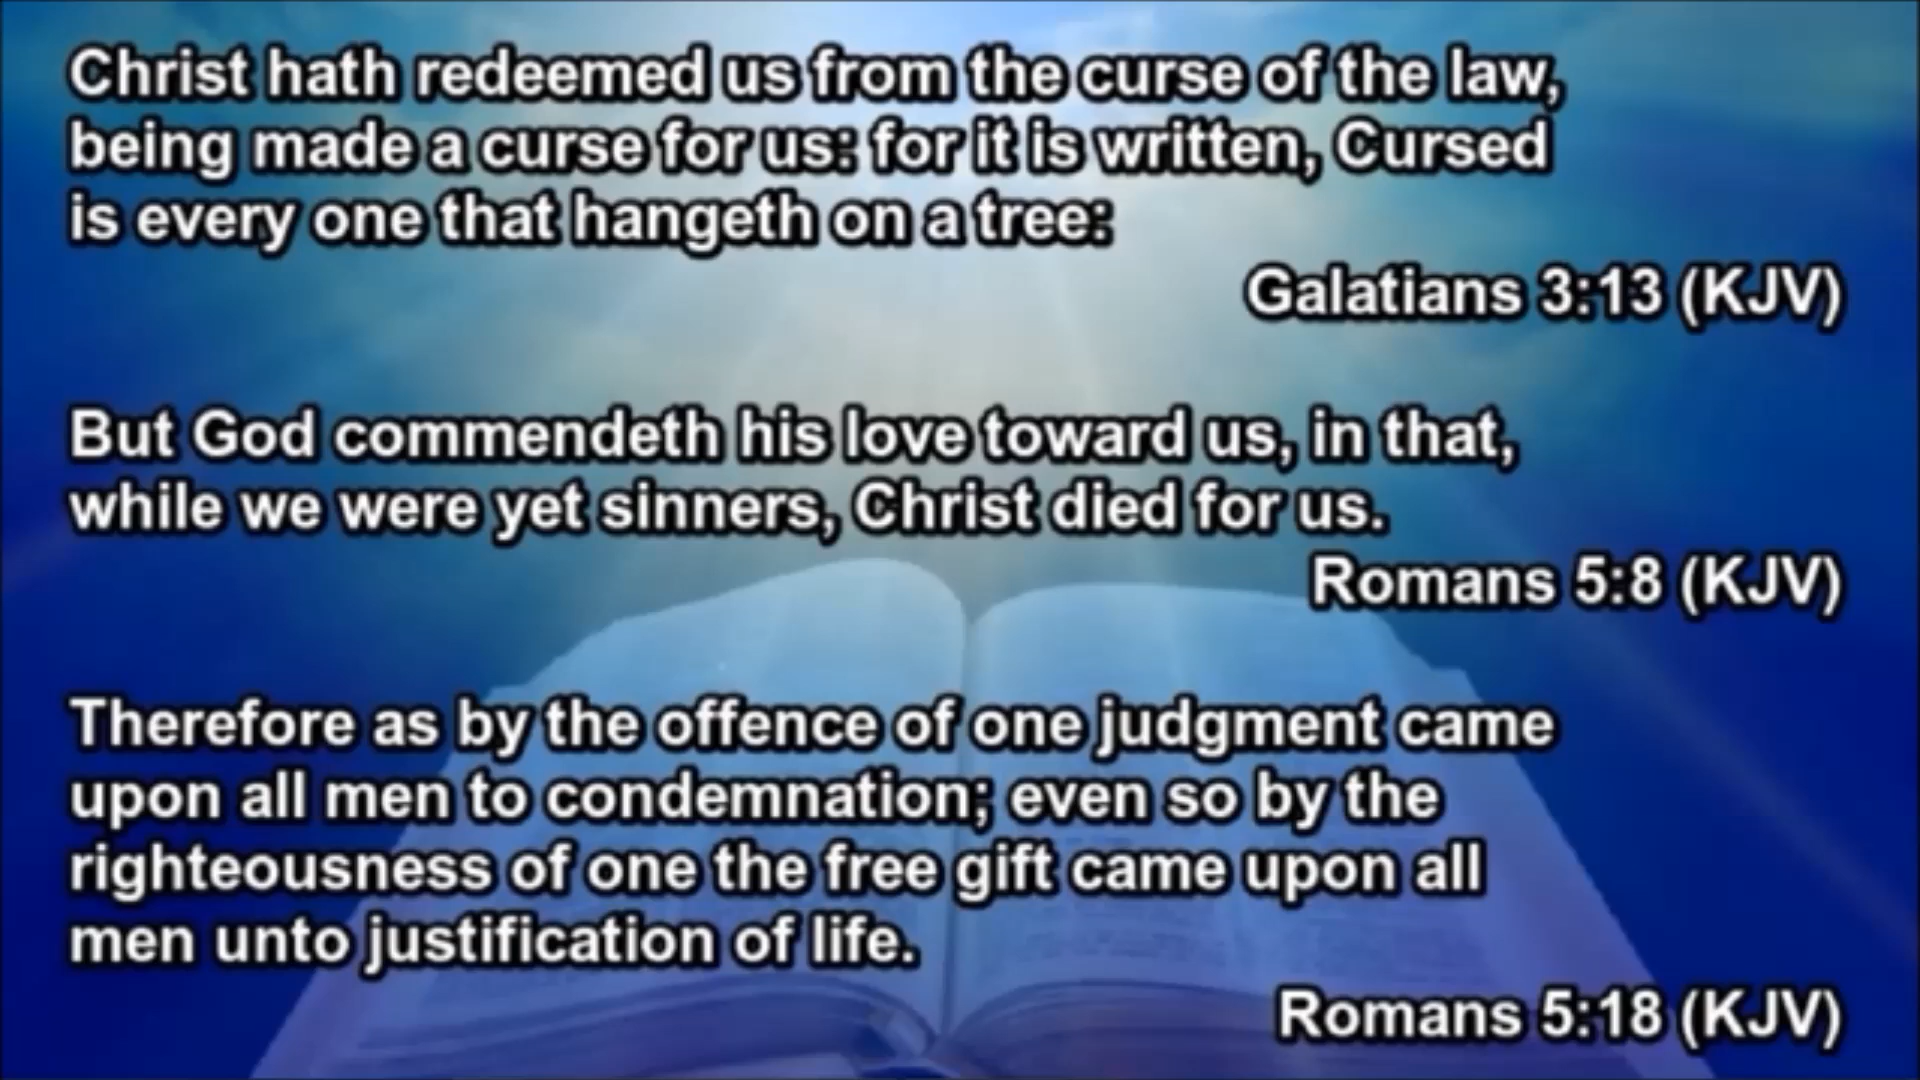 Christ hath redeemed us from the curse of the law,
being made a curse for us: for it is written, Cursed
is every one that hangeth on a tree:
Galatians 3:13 (KJV)
But God commendeth his love toward us, in that,
while we were yet sinners, Christ died for us.
Romans 5:8 (KJV)
Therefore as by the offence of one judgment came
upon all men to condemnation; even so by the
righteousness of one the free gift came upon all
men unto justification of life.
Romans 5:18 (KJV)